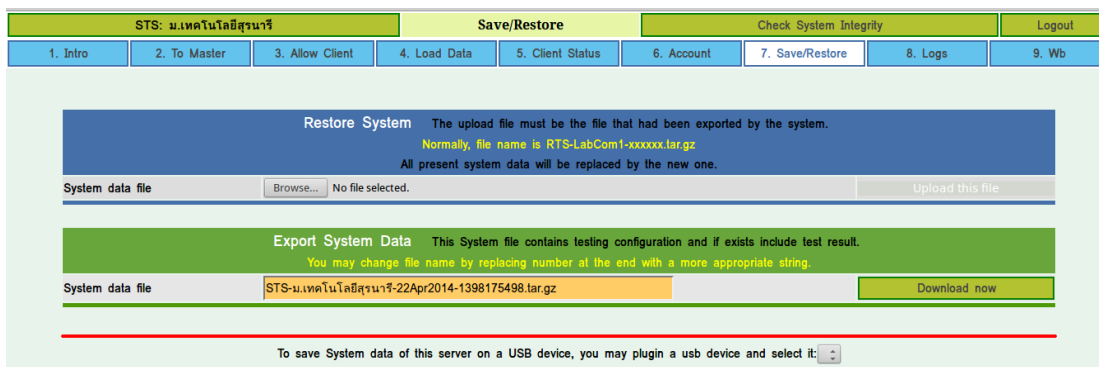 STS: ม.เทคโนโลยีสุรนารี Save/Restore Check System Integrity Logout
1. Intro 2. To Master 3. Allow Client 4. Load Data 5. Client Status 6. Account 7. Save/Restore 8. Logs 9. Wb
Restore System The upload file must be the file that had been exported by the system.
Normally, file name is RTS-LabCom1-xxxxxx.tar.gz
All present system data will be replaced by the new one.
System data file Browse... No file selected. Upload this file
Export System Data This System file contains testing configuration and if exists include test result.
You may change file name by replacing number at the end with a more appropriate string.
System data file STS-ม.เทคโนโลยีสุรนารี-22Apr2014-1398175498.tar.gz Download now
To save System data of this server on a USB device, you may plugin a usb device and select it: